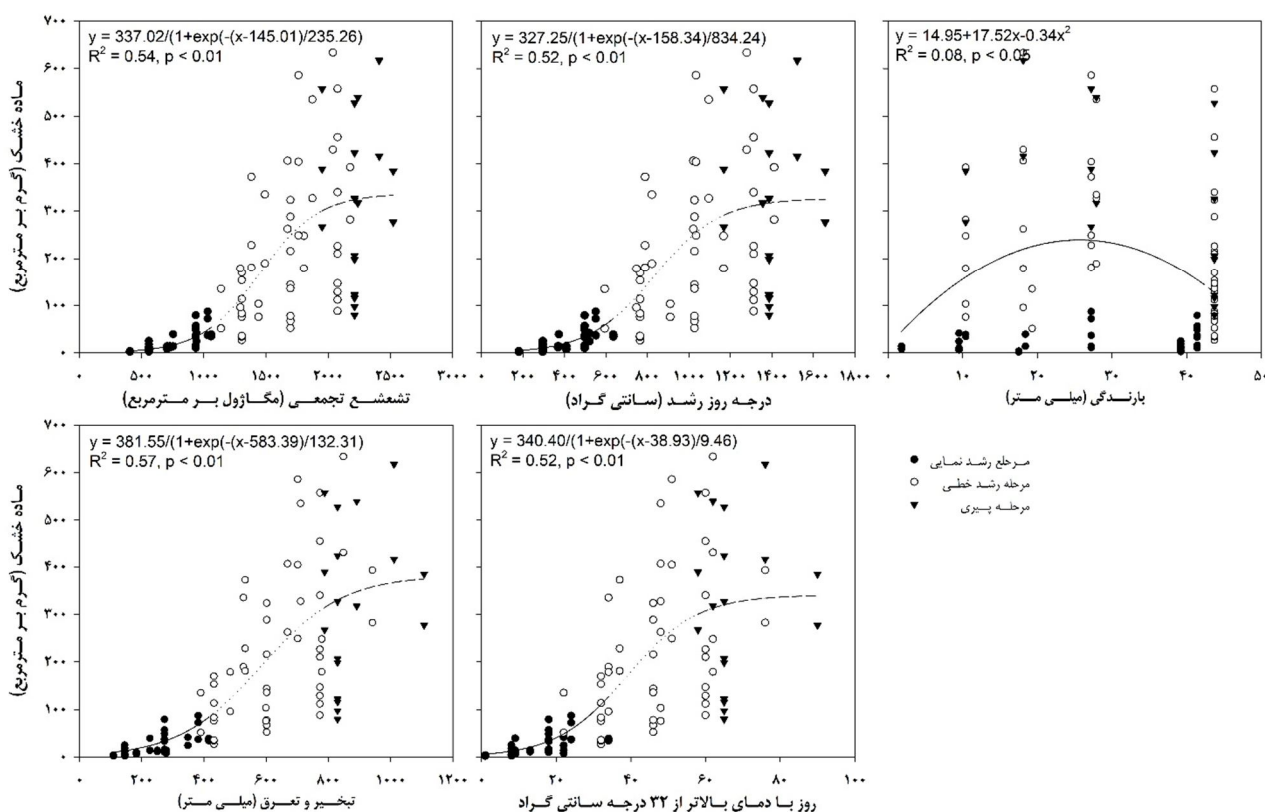 y = 337.02/(1+exp(-(x-145.01)/235.26)
R² = 0.54, p < 0.01
ماده خشک (گرم بر مترمربع)
۷۰۰
۶۰۰
۵۰۰
۴۰۰
۳۰۰
۲۰۰
۱۰۰
۰
۰ ۵۰۰ ۱۰۰۰ ۱۵۰۰ ۲۰۰۰ ۲۵۰۰ ۳۰۰۰
تشعشع تجمعی (مگاژول بر مترمربع)
y = 327.25/(1+exp(-(x-158.34)/834.24)
R² = 0.52, p < 0.01
۰ ۲۰۰ ۴۰۰ ۶۰۰ ۸۰۰ ۱۰۰۰ ۱۲۰۰ ۱۴۰۰ ۱۶۰۰ ۱۸۰۰
درجه روز رشد (سانتی گراد)
y = 14.95+17.52x-0.34x²
R² = 0.08, p < 0.05
۰ ۱۰ ۲۰ ۳۰ ۴۰ ۵۰
بارندگی (میلی متر)
y = 381.55/(1+exp(-(x-583.39)/132.31)
R² = 0.57, p < 0.01
ماده خشک (گرم بر مترمربع)
۷۰۰
۶۰۰
۵۰۰
۴۰۰
۳۰۰
۲۰۰
۱۰۰
۰
۰ ۲۰۰ ۴۰۰ ۶۰۰ ۸۰۰ ۱۰۰۰ ۱۲۰۰
تبخیر و تعرق (میلی متر)
y = 340.40/(1+exp(-(x-38.93)/9.46)
R² = 0.52, p < 0.01
۰ ۲۰ ۴۰ ۶۰ ۸۰ ۱۰۰
روز با دمای بالاتر از ۳۲ درجه سانتی گراد
مرحلع رشد نمایی
مرحله رشد خطی
مرحله پیری